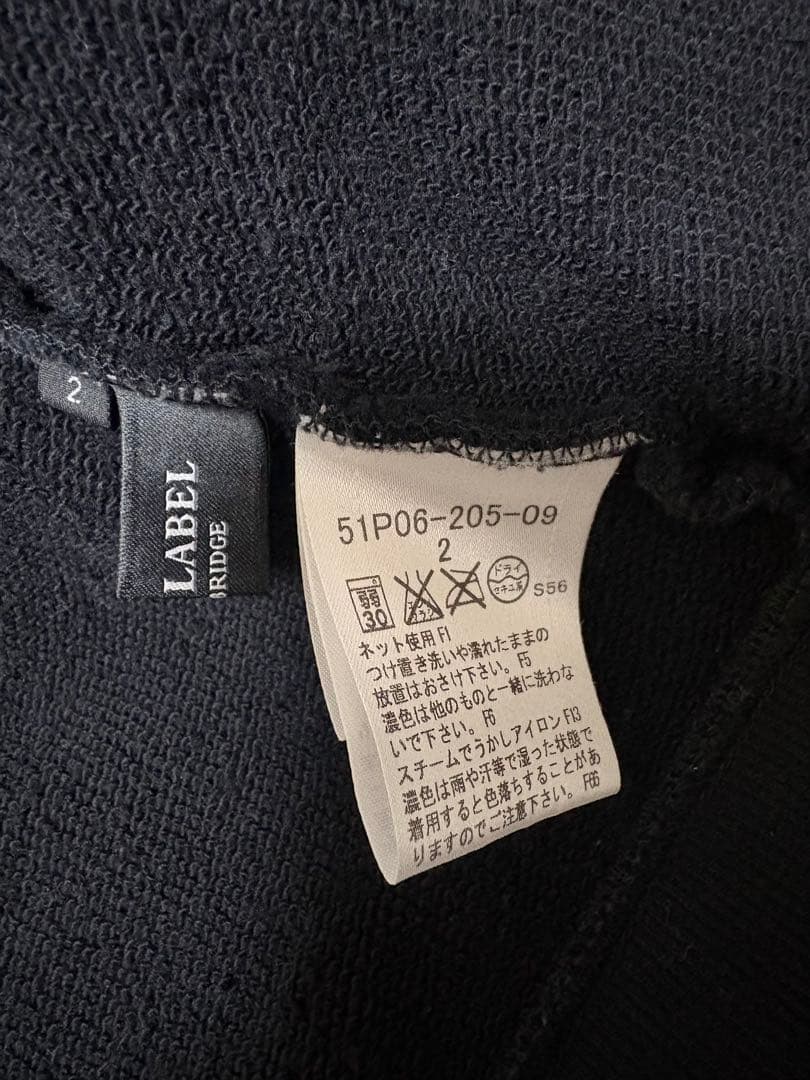 2
LABEL
BRIDGE
51P06-205-09
2
弱
30
ドライ
セキユ系
S56
ネット使用 F1
つけ置き洗いや濡れたままの
放置はおさけ下さい。F5
濃色は他のものと一緒に洗わな
いで下さい。F6
スチームでうかしアイロン F13
濃色は雨や汗等で湿った状態で
着用すると色落ちすることがあ
りますのでご注意下さい。F66